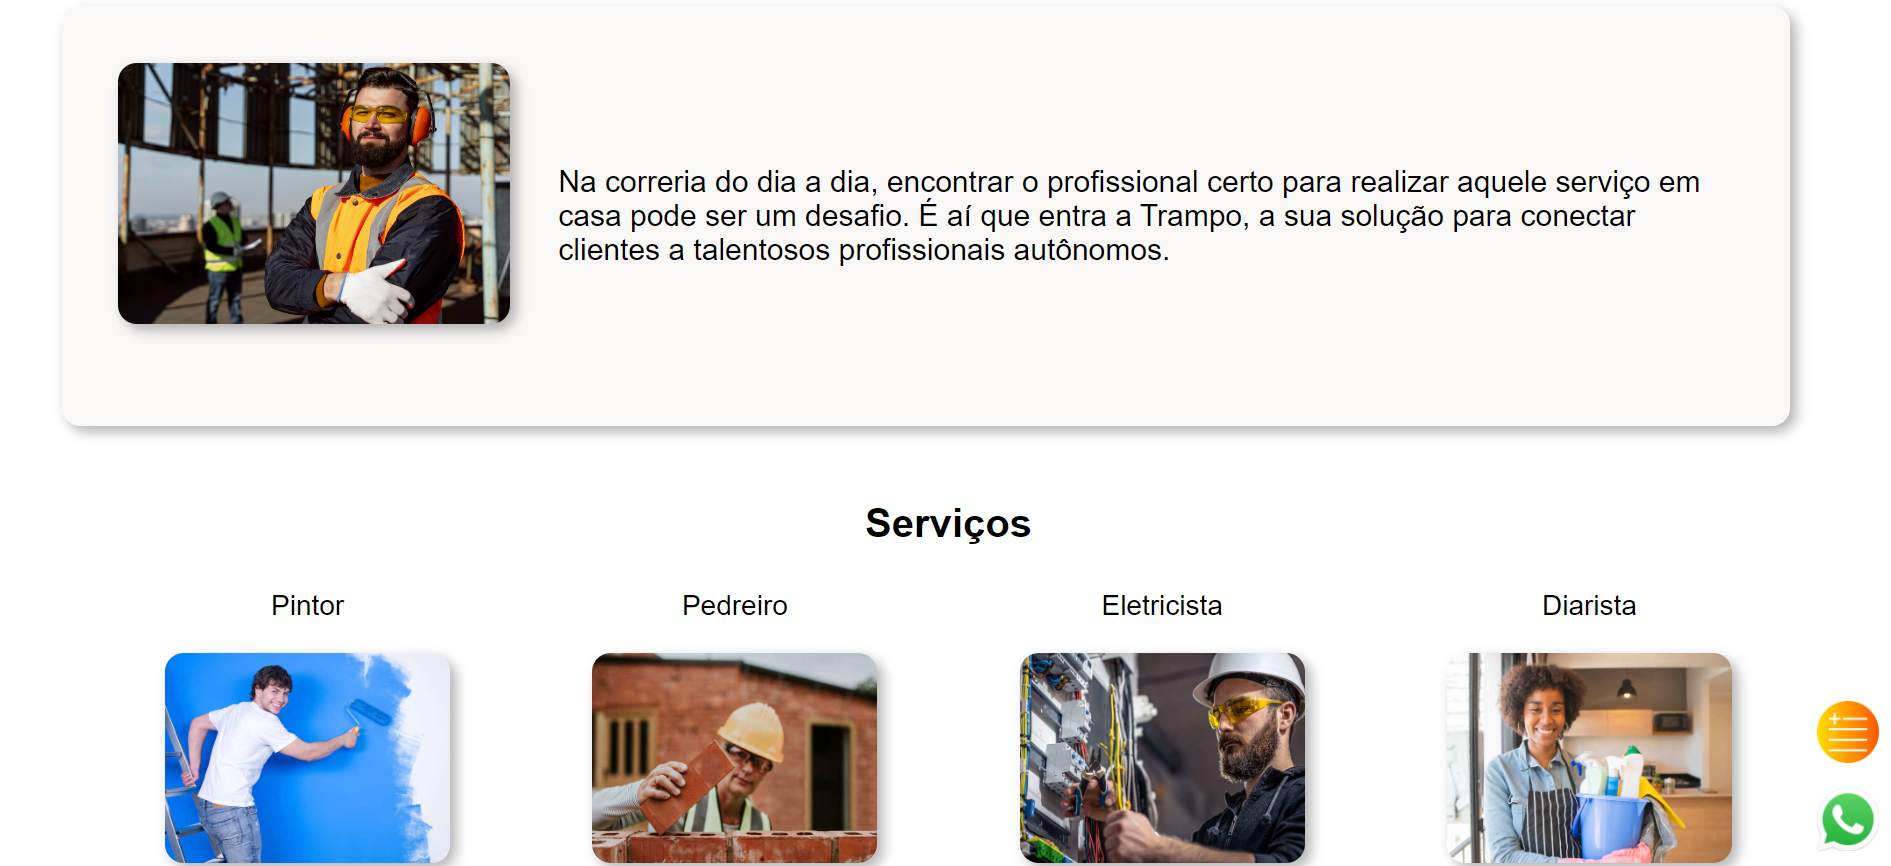 Na correria do dia a dia, encontrar o profissional certo para realizar aquele serviço em
casa pode ser um desafio. É aí que entra a Trampo, a sua solução para conectar
clientes a talentosos profissionais autônomos.
Serviços
Pintor
Pedreiro
Eletricista
Diarista